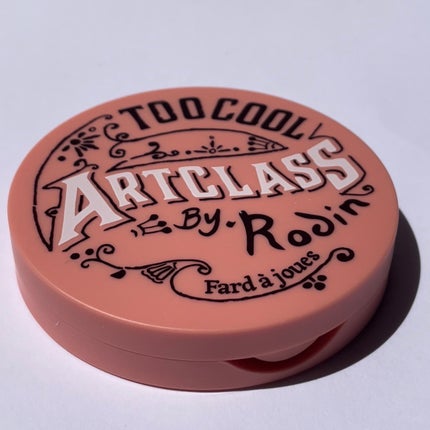 TOO COOL
ARTCLASS
By. Rodin
Fard à joues